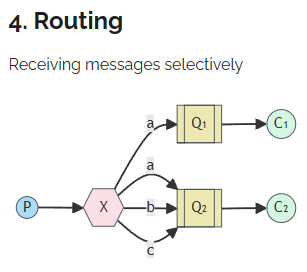 4. Routing
Receiving messages selectively
a
Q1
C1
a
P
X
b
Q2
C2
c